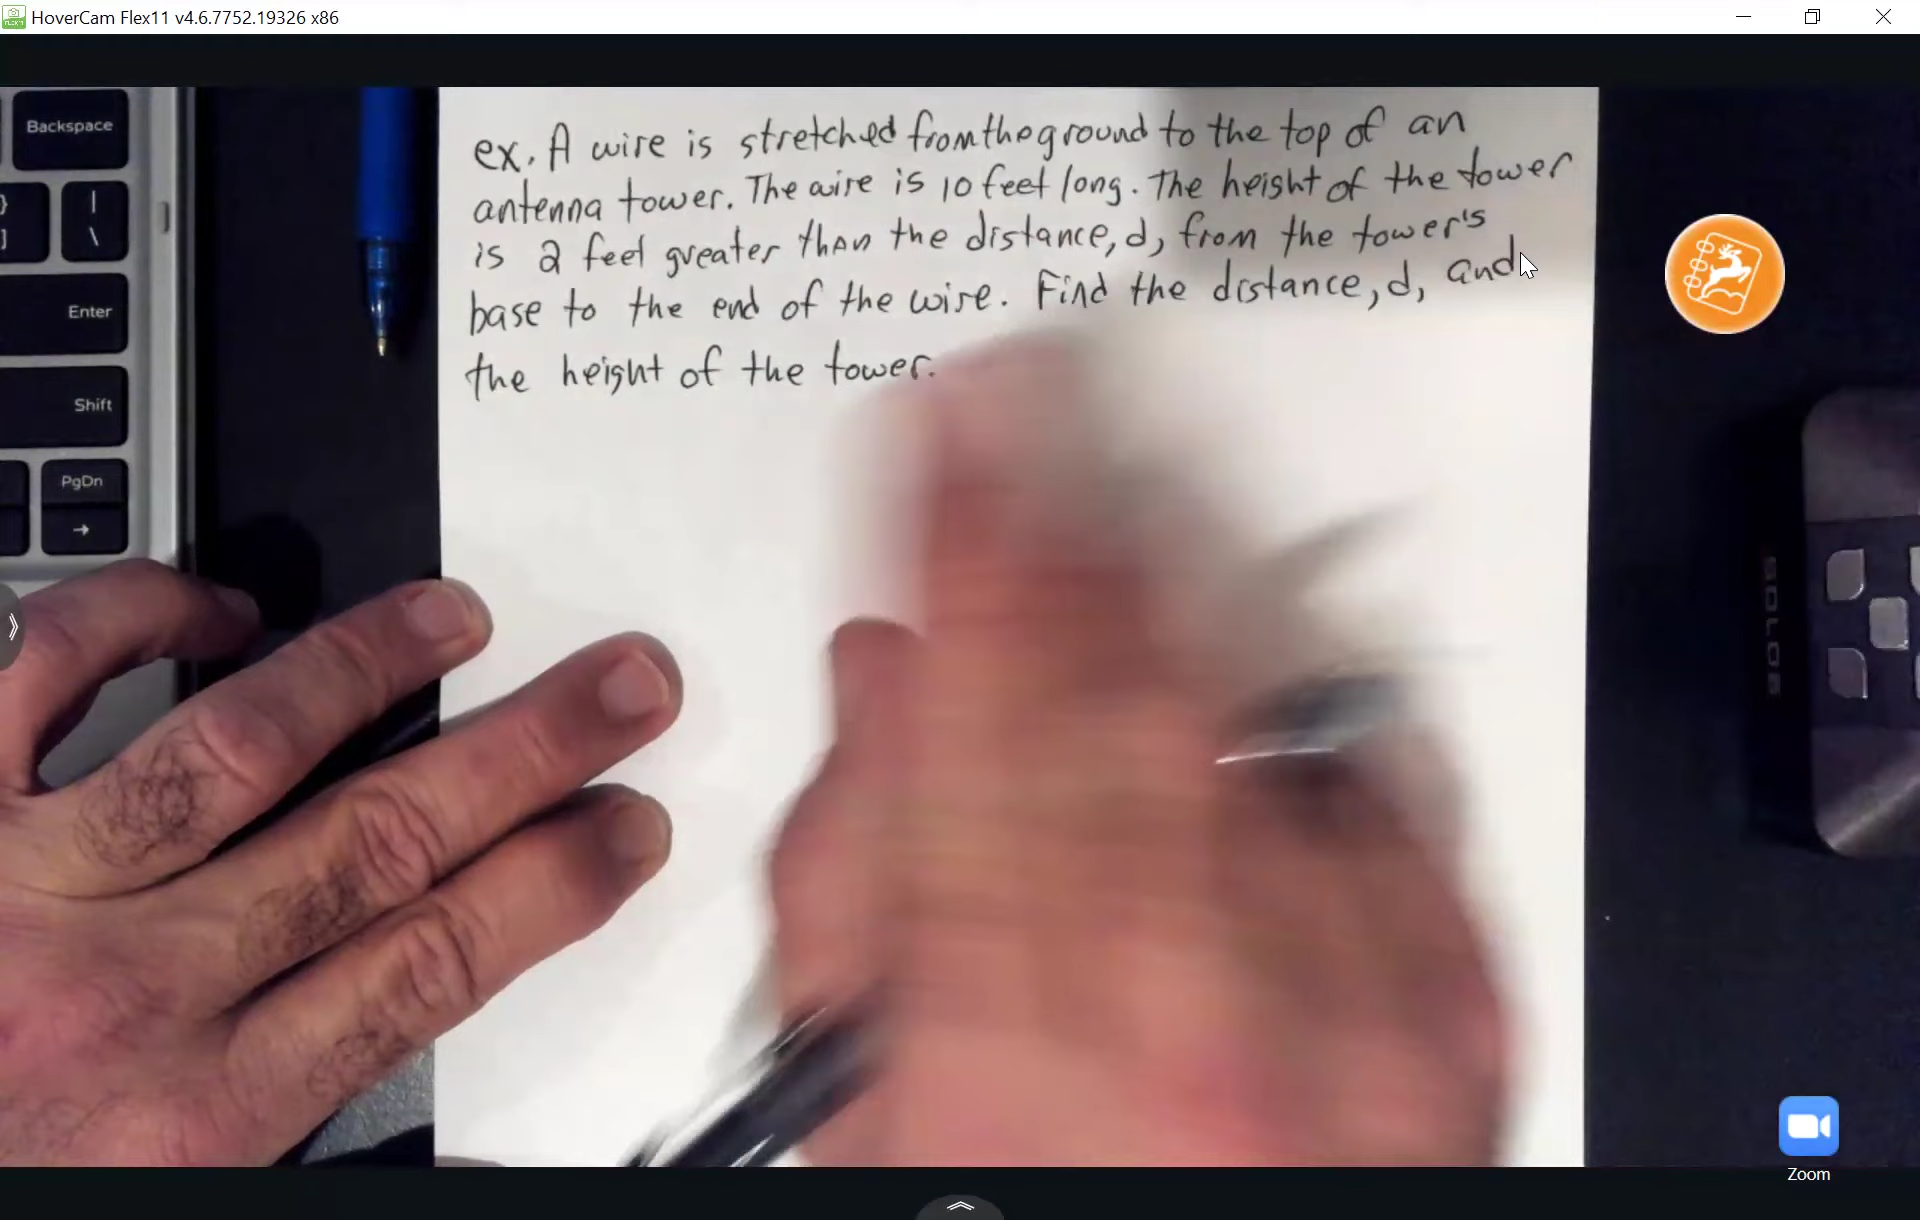 HoverCam Flex11 v4.6.7752.19326 x86
Backspace
}
]
|
\
Enter
Shift
PgDn
→
ex. A wire is stretched from the ground to the top of an
antenna tower. The wire is 10 feet long. The height of the tower
is 2 feet greater than the distance, d, from the tower's
base to the end of the wire. Find the distance, d, and
the height of the tower.
SOLO8
Zoom